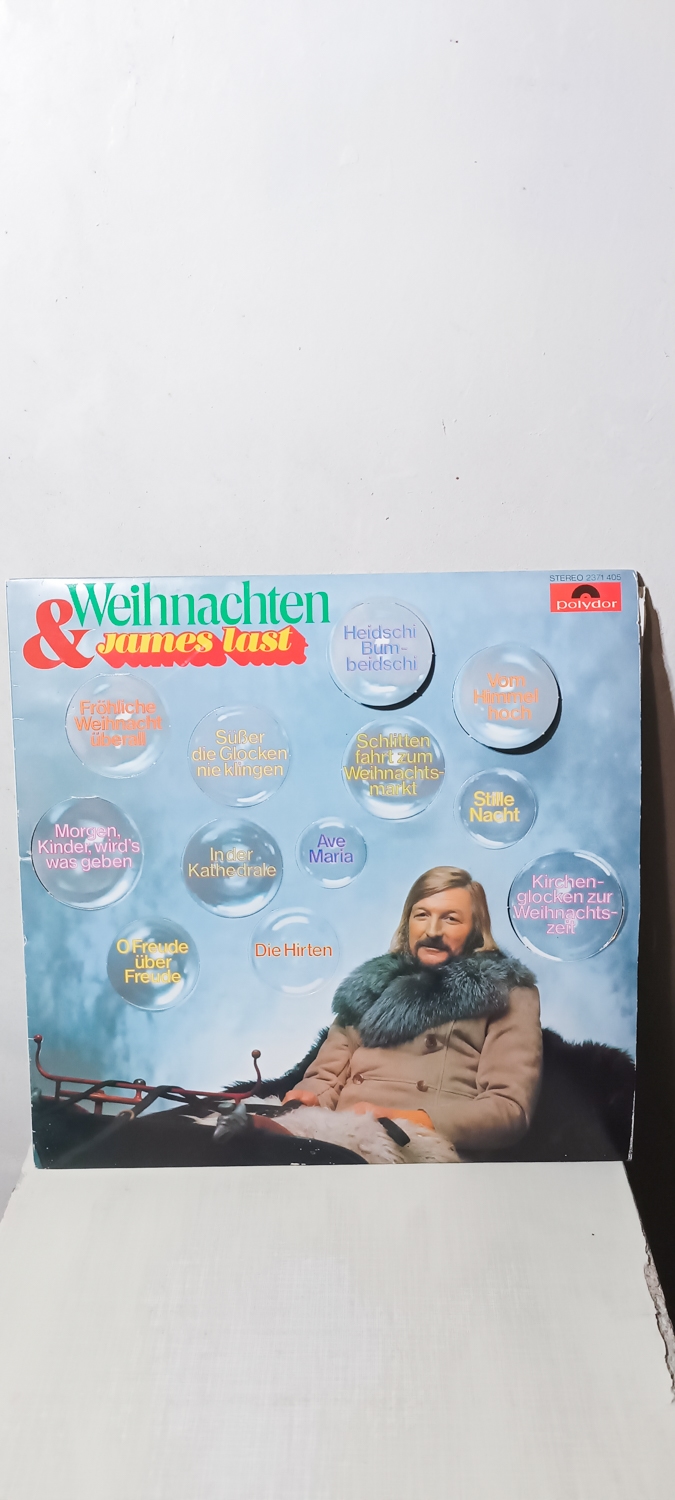 STEREO 2371 405
polydor
Weihnachten
& james last
Heidschi
Bum-
beidschi
Vom
Himmel
hoch
Fröhliche
Weihnacht
überall
Süßer
die Glocken
nie klingen
Schlitten
fahrt zum
Weihnachts-
markt
Stille
Nacht
Morgen,
Kinder, wird's
was geben
In der
Kathedrale
Ave
Maria
Kirchen-
glocken zur
Weihnachts-
zeit
O Freude
über
Freude
Die Hirten